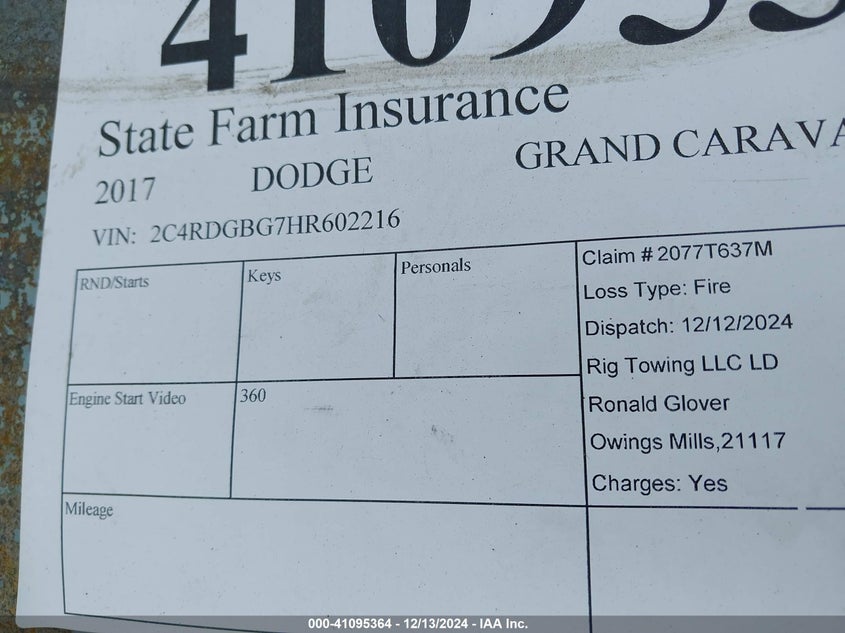 State Farm Insurance
2017 DODGE GRAND CARAVA
VIN: 2C4RDGBG7HR602216
RND/Starts Keys Personals
Claim # 2077T637M
Loss Type: Fire
Dispatch: 12/12/2024
Rig Towing LLC LD
Engine Start Video 360
Ronald Glover
Owings Mills,21117
Charges: Yes
Mileage
000-41095364 - 12/13/2024 - IAA Inc.